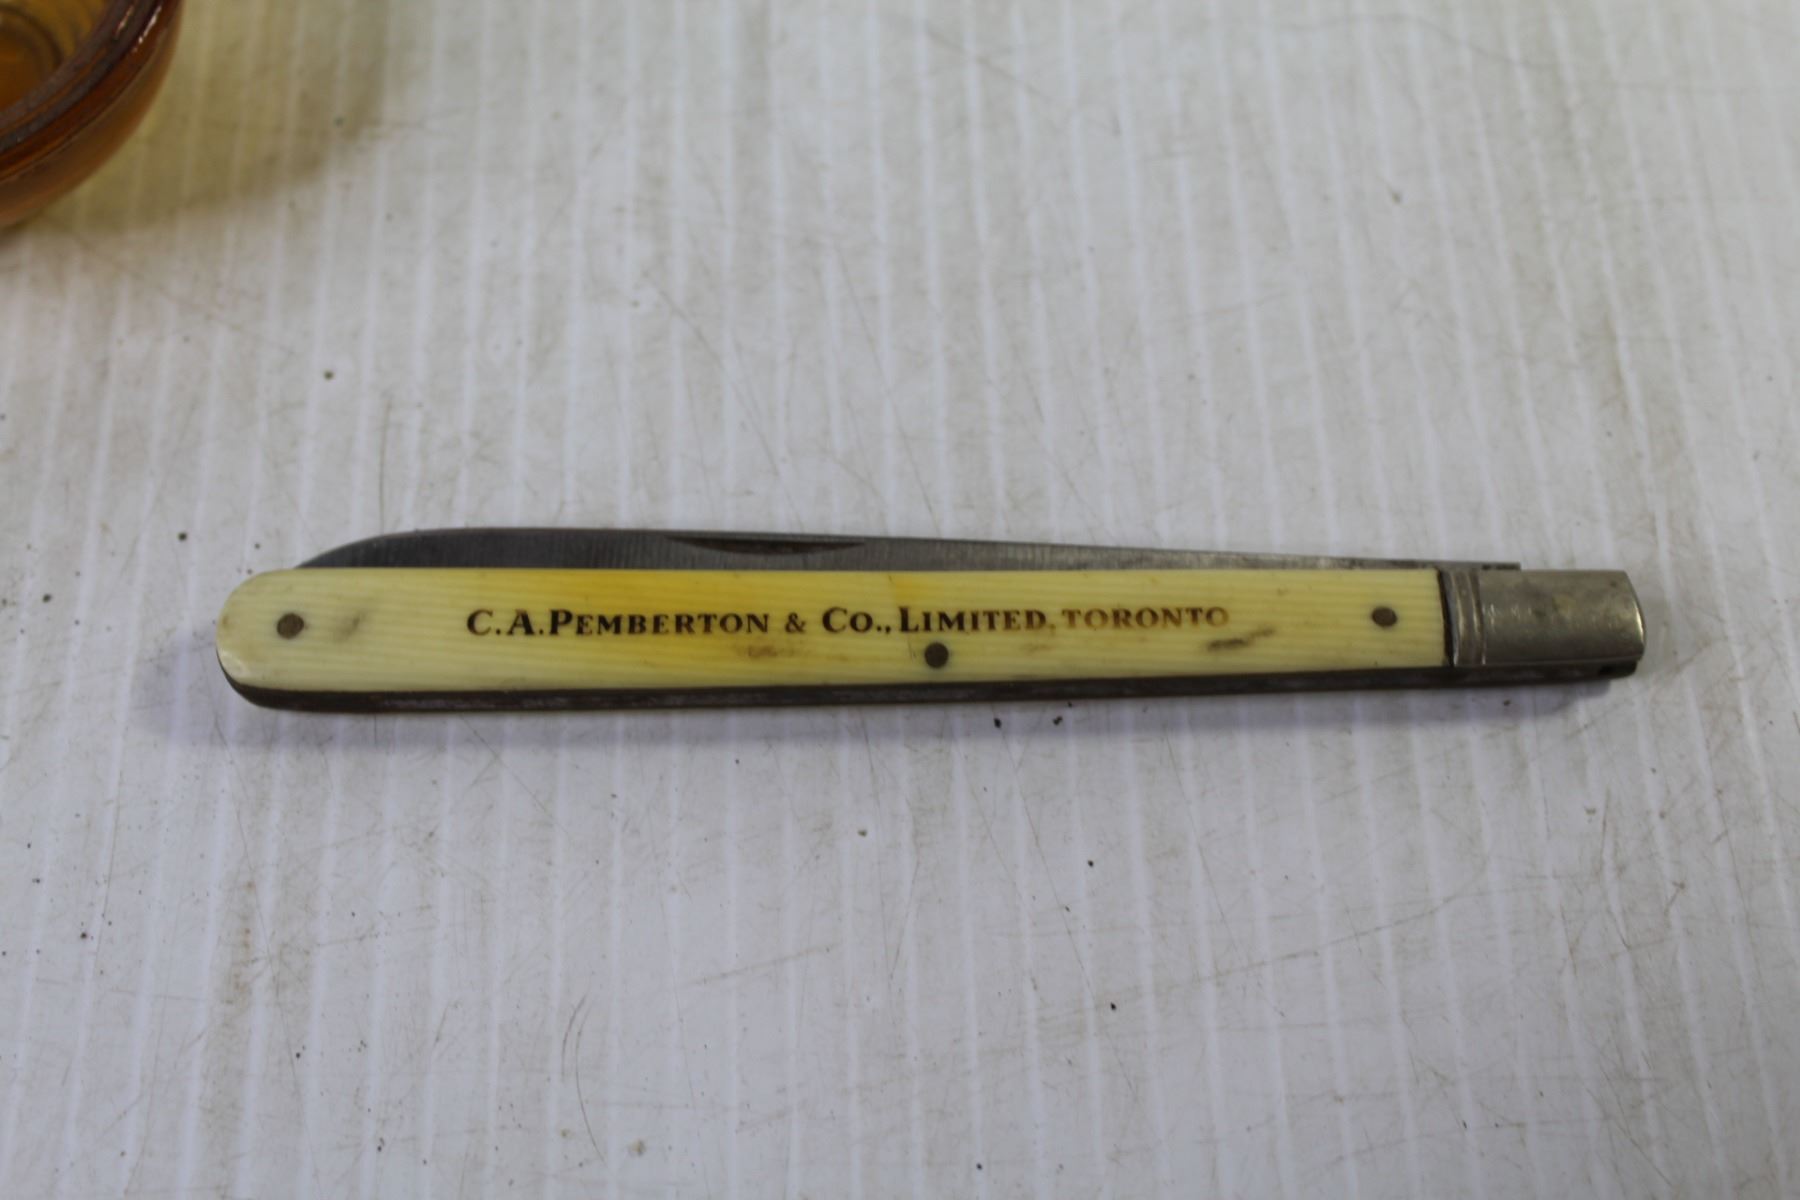 C.A. PEMBERTON & CO., LIMITED, TORONTO